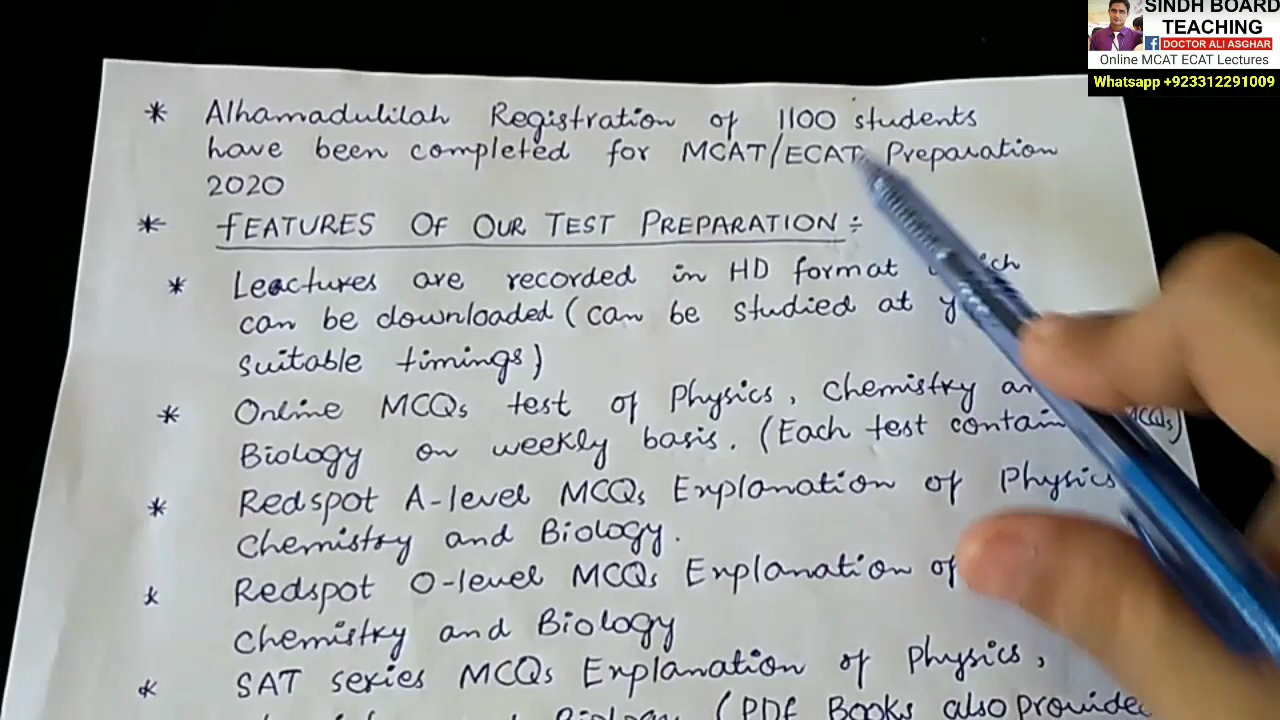 SINDH BOARD
TEACHING
DOCTOR ALI ASGHAR
Online MCAT ECAT Lectures
Whatsapp +923312291009
* Alhamadulilah Registration of 1100 students
have been completed for MCAT/ECAT Preparation
2020
* FEATURES OF OUR TEST PREPARATION:
* Leactures are recorded in HD format
can be downloaded (can be studied at
suitable timings)
* Online MCQs test of Physics, Chemistry
Biology on weekly basis. (Each test contain MCQs)
* Redspot A-level MCQs Explanation of Physics
Chemistry and Biology.
* Redspot O-level MCQs Explanation of
Chemistry and Biology
* SAT series MCQs Explanation of Physics,
Biology (PDF Books also provided